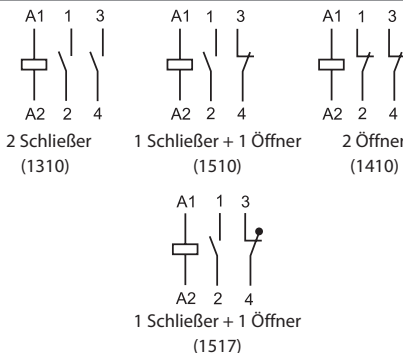 A1 1 3 A1 1 3 A1 1 3
A2 2 4 A2 2 4 A2 2 4
2 Schließer 1 Schließer + 1 Öffner 2 Öffner
(1310) (1510) (1410)
A1 1 3
A2 2 4
1 Schließer + 1 Öffner
(1517)